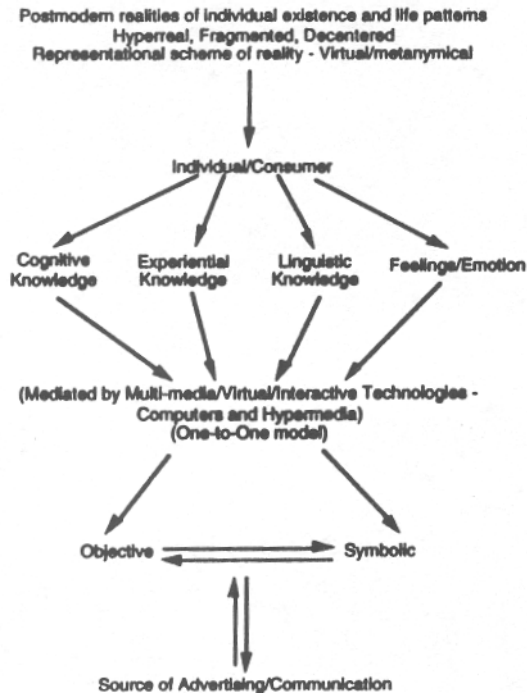 Postmodern realities of individual existence and life patterns
Hyperreal, Fragmented, Decentered
Representational scheme of reality - Virtual/metanymical
Individual/Consumer
Cognitive Knowledge
Experiential Knowledge
Linguistic Knowledge
Feelings/Emotion
(Mediated by Multi-media/Virtual/Interactive Technologies -
Computers and Hypermedia)
(One-to-One model)
Objective
Symbolic
Source of Advertising/Communication